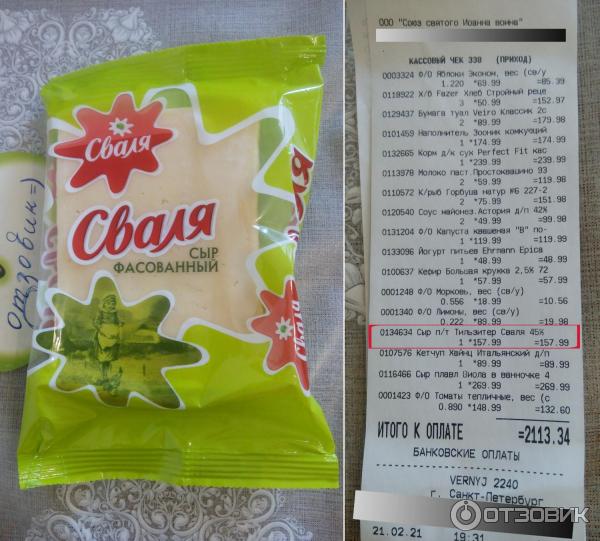 Сваля
Сваля
СЫР
ФАСОВАННЫЙ
Сваля
Сваля
отзовик=)
ООО "Союз святого Иоанна воина"
КАССОВЫЙ ЧЕК 338 (ПРИХОД)
0003324 Ф/О Яблоки Эконом, вес (св/у
1.220 *69.99 =85.39
0118922 Х/б Fazer Хлеб Стройный реце
3 *50.99 =152.97
0129437 Бумага туал Veiro Классик 2с
2 *89.99 =179.98
0101459 Наполнитель Зооник комкующий
1 *174.99 =174.99
0132665 Корм д/к сух Perfect Fit кас
1 *239.99 =239.99
0113978 Молоко паст.Простоквашино 93
2 *59.99 =119.98
0110572 К/рыб Горбуша натур №6 227-2
2 *75.99 =151.98
0120540 Соус майонез.Астория д/п 42%
2 *49.99 =99.98
0131204 Ф/О Капуста квашеная "В" по-
1 *119.99 =119.99
0133096 Йогурт питьев Ehrmann Epica
1 *48.99 =48.99
0100637 Кефир Большая кружка 2,5% 72
1 *57.99 =57.99
0001248 Ф/О Морковь, вес (св/у)
0.556 *18.99 =10.56
0001340 Ф/О Лимоны, вес (св/у)
0.222 *89.99 =19.98
0134634 Сыр п/т Тильзитер Сваля 45%
1 *157.99 =157.99
0107576 Кетчуп Хайнц Итальянский д/п
1 *89.99 =89.99
0116466 Сыр плавл Виола в ванночке 4
1 *269.99 =269.99
0001423 Ф/О Томаты тепличные, вес (с
0.890 *148.99 =132.60
ИТОГО К ОПЛАТЕ =2113.34
БАНКОВСКИЕ ОПЛАТЫ
VERNYJ 2240
г. Санкт-Петербург
21.02.21 19:31
ОТЗОВИК